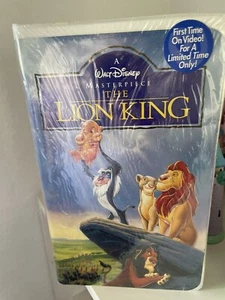 First Time
On Video!
For A
Limited Time
Only!
A
WALT DISNEY
MASTERPIECE
THE
LION KING